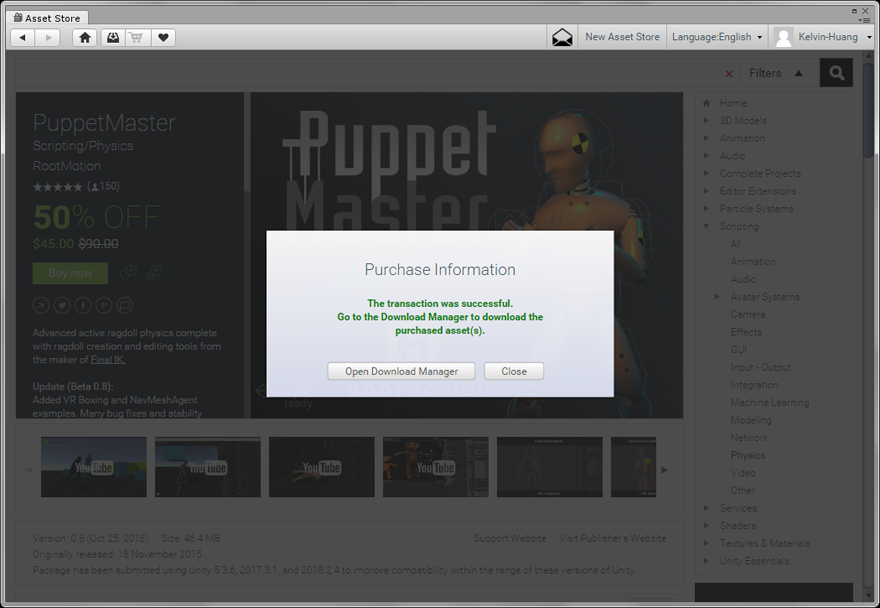 Asset Store
New Asset Store
Language:English
Kelvin-Huang
Filters
PuppetMaster
Scripting/Physics
RootMotion
(150)
50% OFF
$45.00 $90.00
Buy now
Advanced active ragdoll physics complete
with ragdoll creation and editing tools from
the maker of Final IK.
Update (Beta 0.8):
Added VR Boxing and NavMeshAgent
examples. Many bug fixes and stability
Puppet
Master
ready
Purchase Information
The transaction was successful.
Go to the Download Manager to download the
purchased asset(s).
Open Download Manager
Close
Home
3D Models
Animation
Audio
Complete Projects
Editor Extensions
Particle Systems
Scripting
AI
Animation
Audio
Avatar Systems
Camera
Effects
GUI
Input - Output
Integration
Machine Learning
Modeling
Network
Physics
Video
Other
Services
Shaders
Textures & Materials
Unity Essentials
YouTube
YouTube
YouTube
YouTube
Version: 0.8 (Oct 25, 2018) Size: 46.4 MB
Support Website Visit Publisher's Website
Originally released: 18 November 2015
Package has been submitted using Unity 5.3.6, 2017.3.1, and 2018.2.4 to improve compatibility within the range of these versions of Unity.